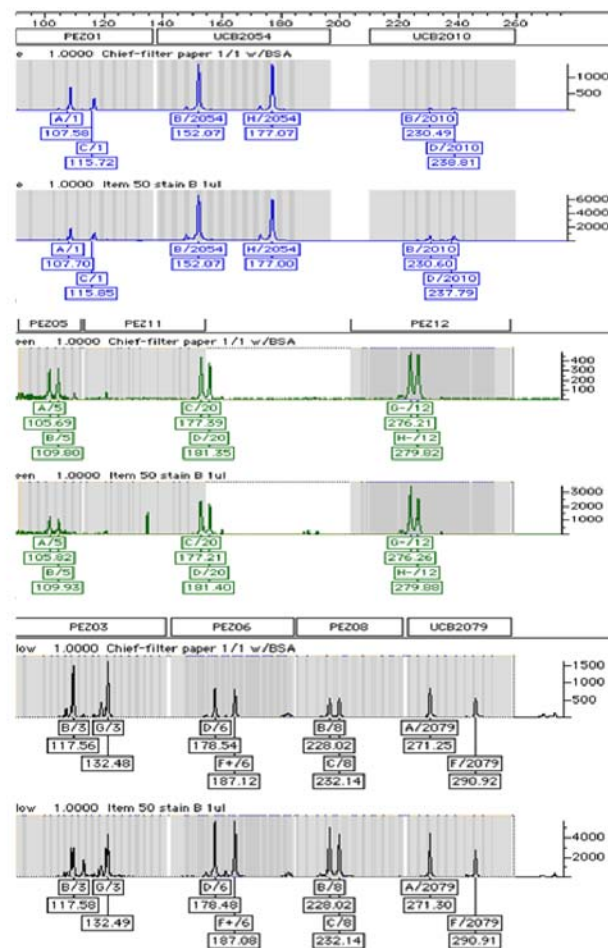 100 120 140 160 180 200 220 240 260
PEZ01 UCB2054 UCB2010
e 1.0000 Chief-filter paper 1/1 w/BSA
1000
500
A/1 B/2054 H/2054 B/2010
107.58 152.07 177.07 230.49
C/1 D/2010
115.72 238.81
e 1.0000 Item 50 stain B 1ul
6000
4000
2000
0
A/1 B/2054 H/2054 B/2010
107.70 152.07 177.00 230.60
C/1 D/2010
115.85 237.79
PEZ05 PEZ11 PEZ12
een 1.0000 Chief-filter paper 1/1 w/BSA
400
300
200
100
A/5 C/20 G-/12
105.69 177.39 276.21
B/5 D/20 H-/12
109.80 181.35 279.82
een 1.0000 Item 50 stain B 1ul
3000
2000
1000
0
A/5 C/20 G-/12
105.82 177.21 276.26
B/5 D/20 H-/12
109.93 181.40 279.88
PEZ03 PEZ06 PEZ08 UCB2079
low 1.0000 Chief-filter paper 1/1 w/BSA
1500
1000
500
B/3 G/3 D/6 B/8 A/2079
117.56 132.48 178.54 228.02 271.25
F+/6 C/8 F/2079
187.12 232.14 290.92
low 1.0000 Item 50 stain B 1ul
4000
2000
0
B/3 G/3 D/6 B/8 A/2079
117.58 132.49 178.48 228.02 271.30
F+/6 C/8 F/2079
187.08 232.14 290.91